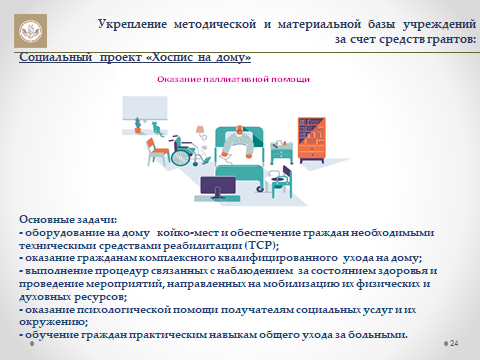 Укрепление методической и материальной базы учреждений
за счет средств грантов:
Социальный проект «Хоспис на дому»
Оказание паллиативной помощи
Основные задачи:
- оборудование на дому койко-мест и обеспечение граждан необходимыми
техническими средствами реабилитации (ТСР);
- оказание гражданам комплексного квалифицированного ухода на дому;
- выполнение процедур связанных с наблюдением за состоянием здоровья и
проведение мероприятий, направленных на мобилизацию их физических и
духовных ресурсов;
- оказание психологической помощи получателям социальных услуг и их
окружению;
- обучение граждан практическим навыкам общего ухода за больными.
24